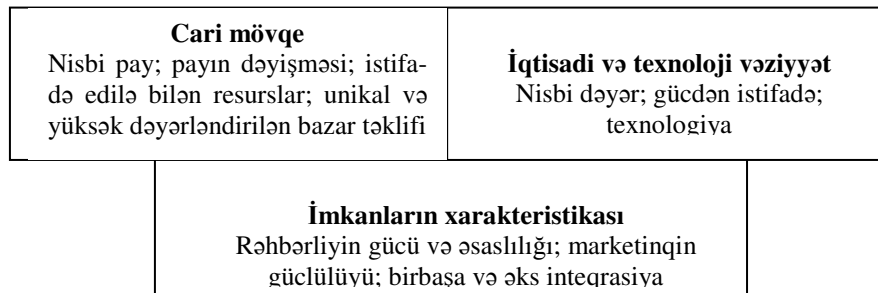 Cari mövqe
Nisbi pay; payın dəyişməsi; istifa-
də edilə bilən resurslar; unikal və
yüksək dəyərləndirilən bazar təklifi
İqtisadi və texnoloji vəziyyət
Nisbi dəyər; gücdən istifadə;
texnologiya
İmkanların xarakteristikası
Rəhbərliyin gücü və əsaslılığı; marketinqin
güclülüyü; birbaşa və əks inteqrasiya